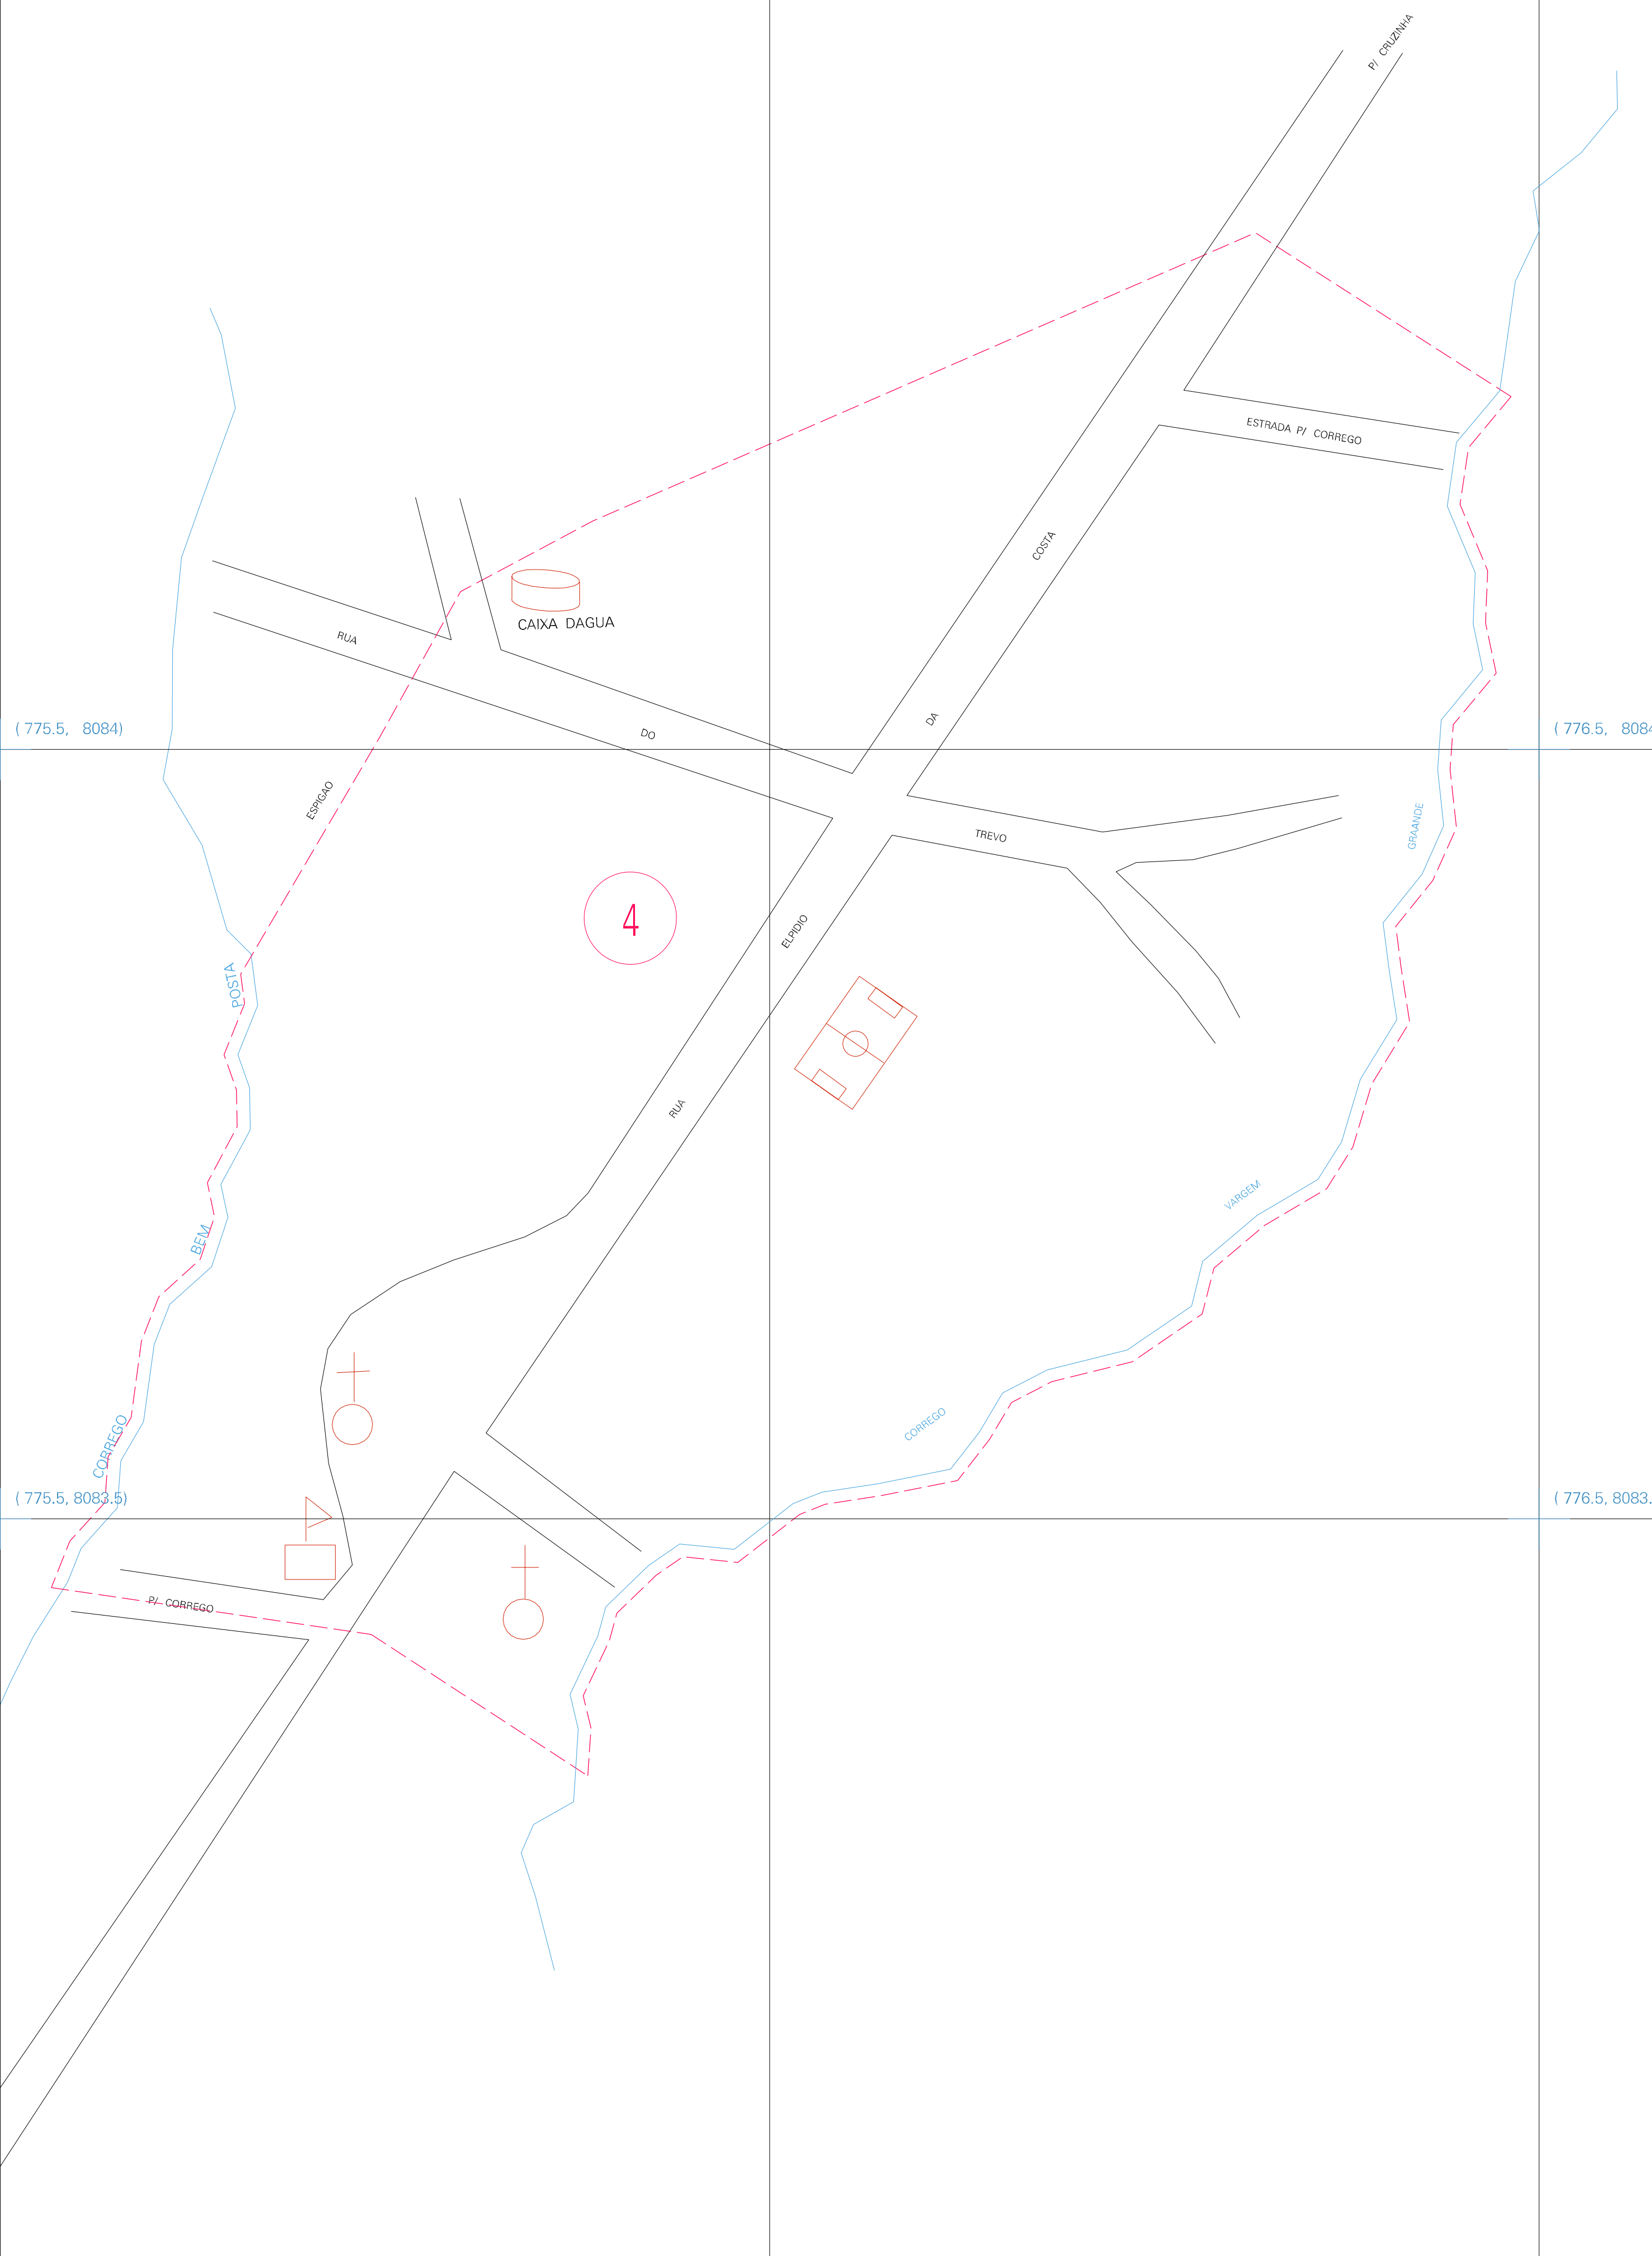 P/ CRUZINHA
ESTRADA P/ CORREGO
COSTA
CAIXA DAGUA
RUA
DO
DA
( 775.5, 8084)
( 776.5, 8084
ESPIGAO
TREVO
GRAANDE
4
ELPIDIO
POSTA
RUA
VARGEM
BEM
CORREGO
CORREGO
( 775.5, 8083.5)
( 776.5, 8083.
P/ CORREGO